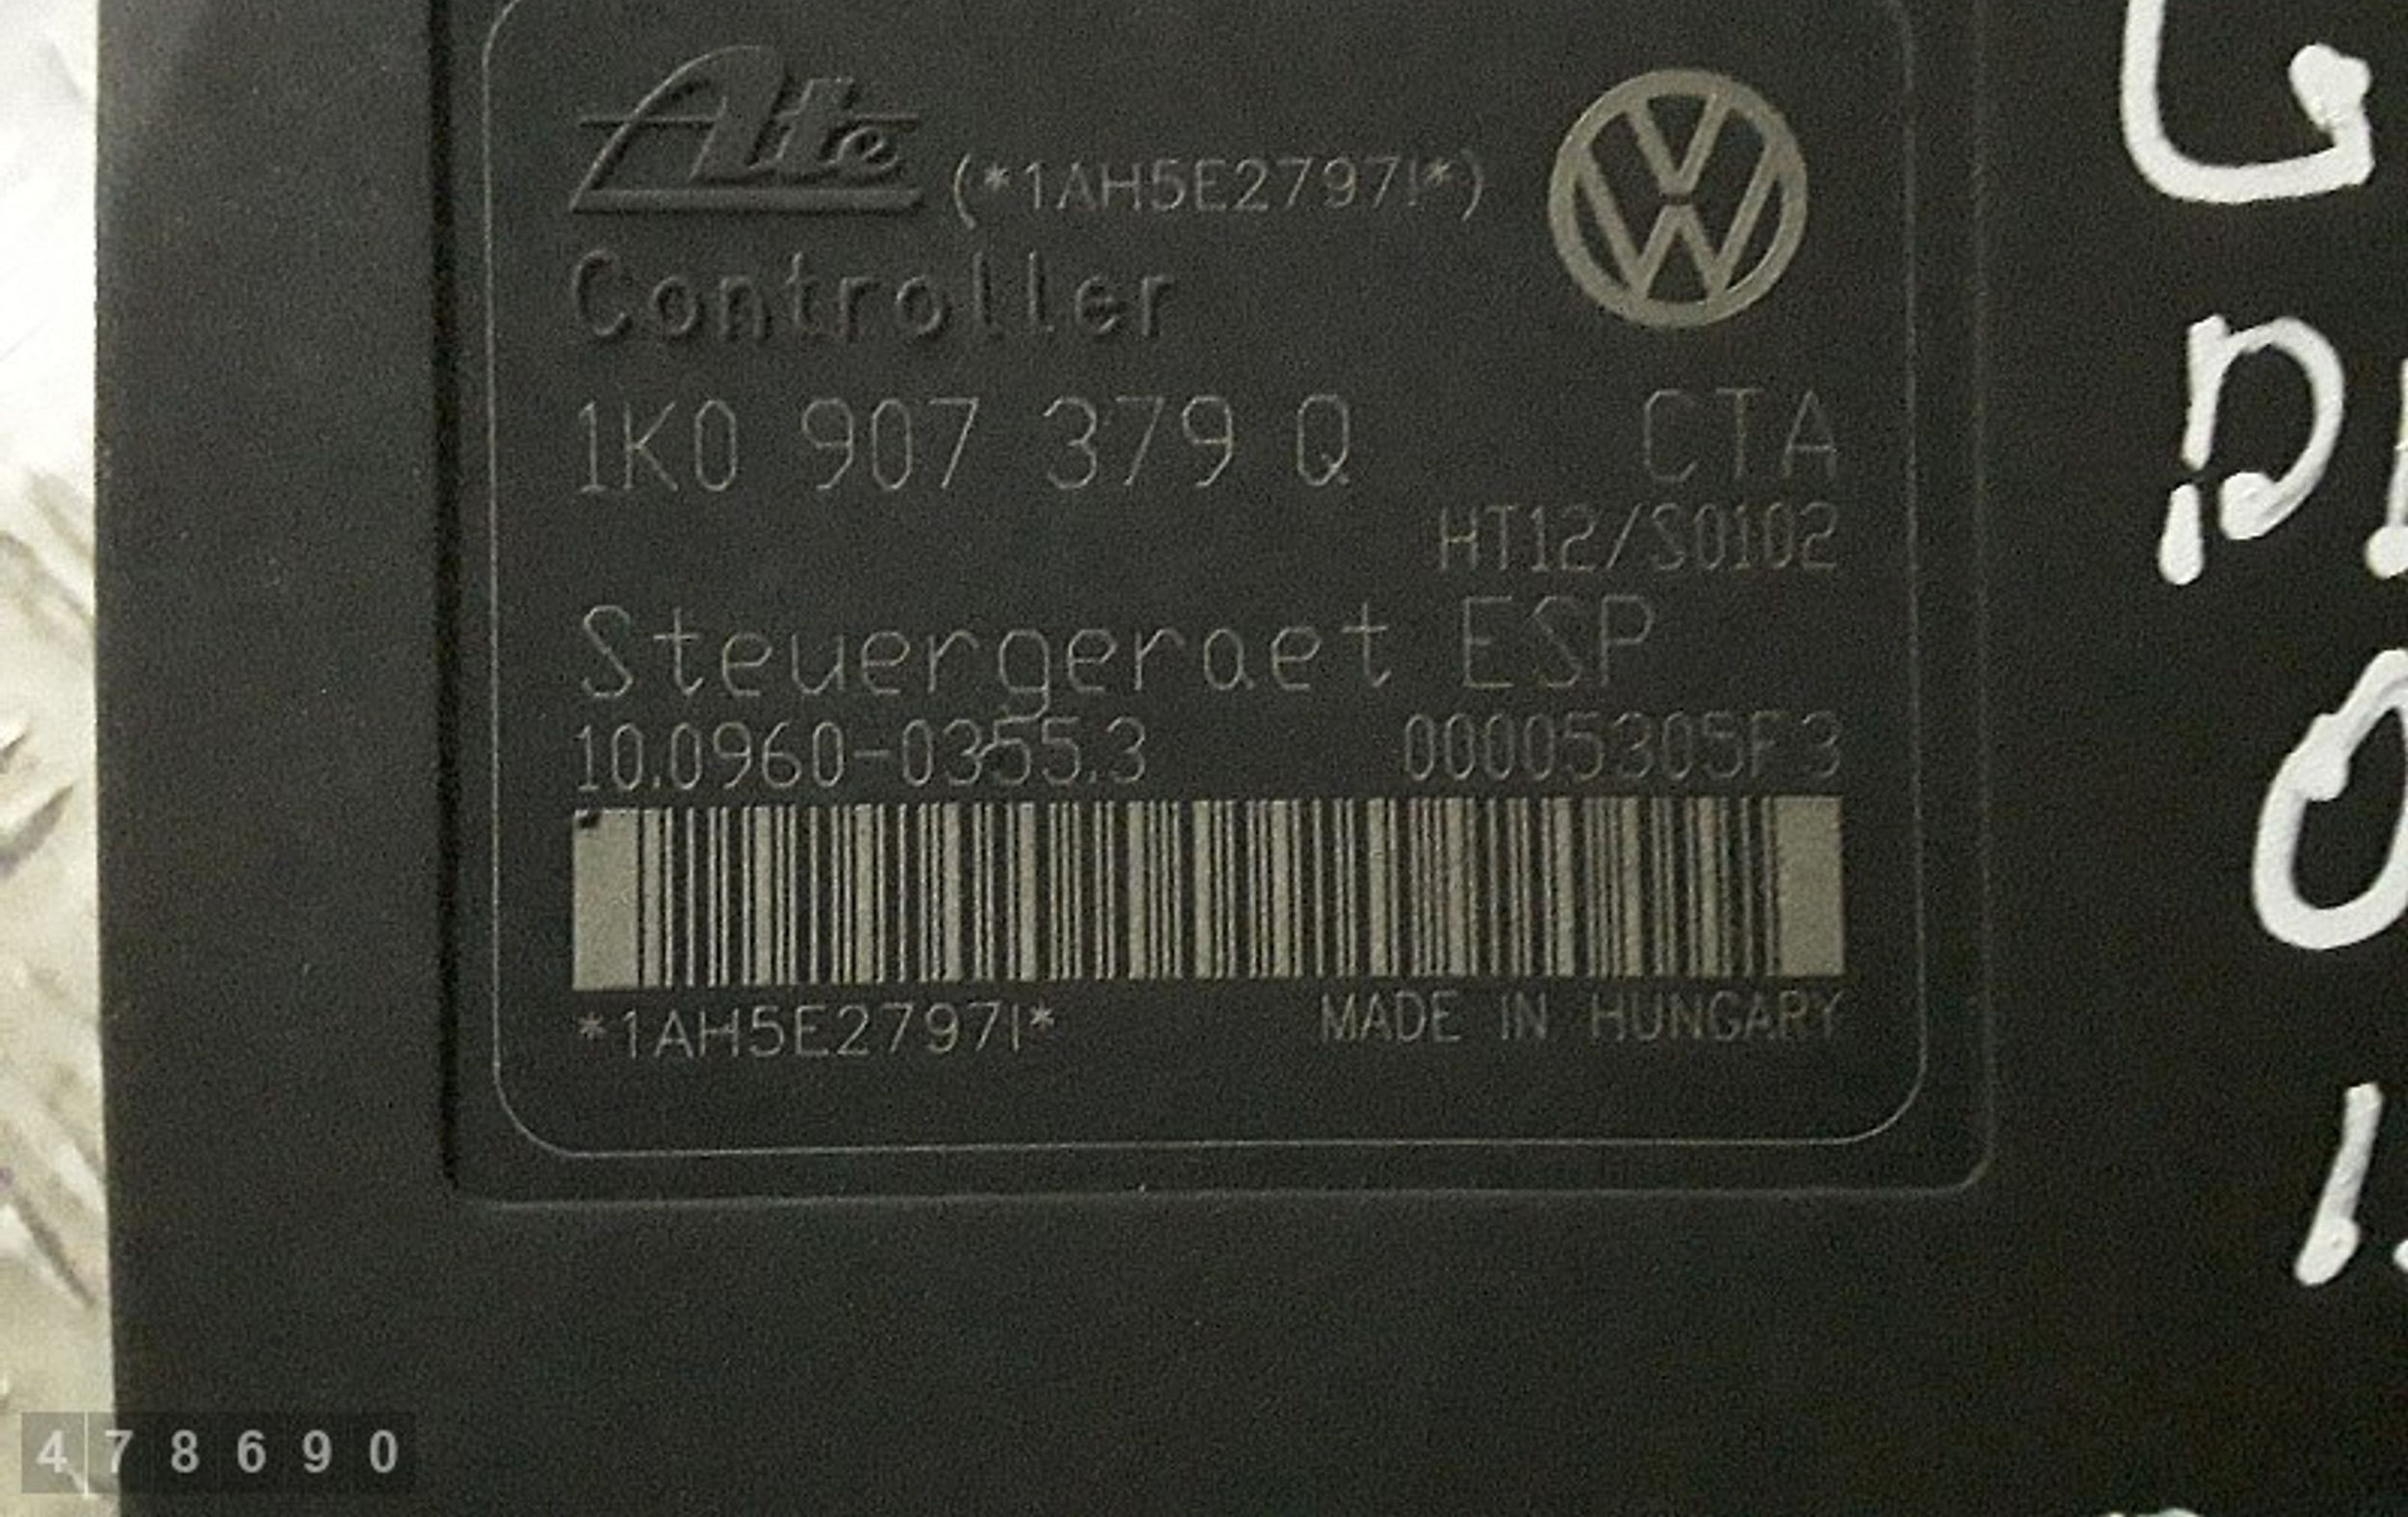 Ate (*1AH5E2797I*)
Controller
1K0 907 379 Q CTA
HT12/S0102
Steuergeraet ESP
10.0960-0355.3 00005305F3
*1AH5E2797I* MADE IN HUNGARY
478690